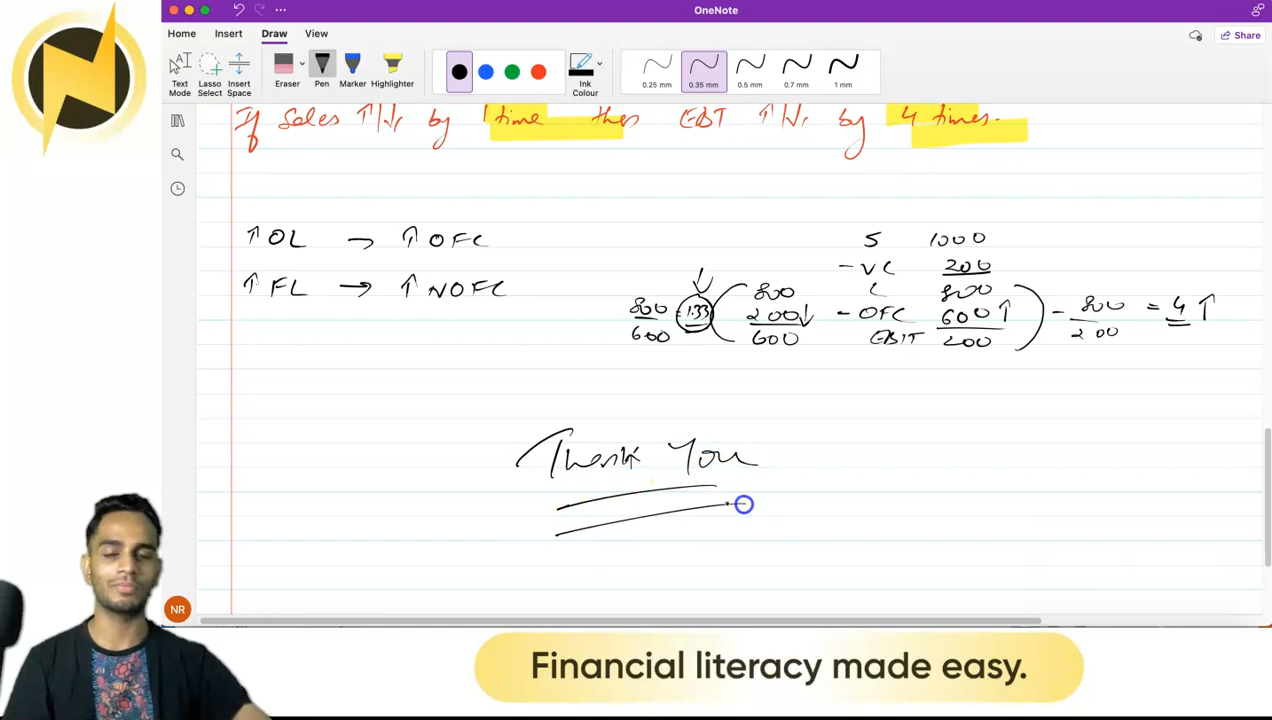 OneNote
Home Insert Draw View
Share
Text Mode
Lasso Select
Insert Space
Eraser
Pen
Marker
Highlighter
Ink Colour
0.25 mm
0.35 mm
0.5 mm
0.7 mm
1 mm
If Sales ↑/↓ by 1 time then EBT ↑/↓ by 4 times.
↑ OL → ↑ OFC
↑ FL → ↑ NOFC
S 1000
- VC 200
800 C 800
800/600 = 1.33 200↓ - OFC 600↑ - 800/200 = 4 ↑
600 EBIT 200
Thank You
NR
Financial literacy made easy.